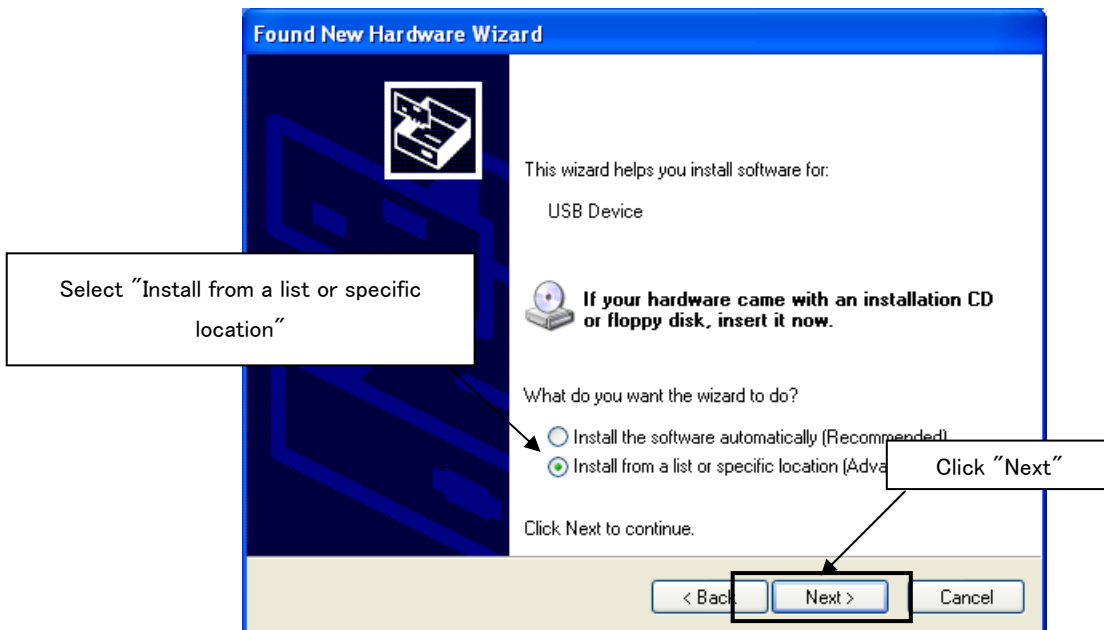 Found New Hardware Wizard
This wizard helps you install software for:
USB Device
Select "Install from a list or specific
location"
If your hardware came with an installation CD
or floppy disk, insert it now.
What do you want the wizard to do?
Install the software automatically (Recommended)
Install from a list or specific location (Adva
Click "Next"
Click Next to continue.
< Back
Next >
Cancel